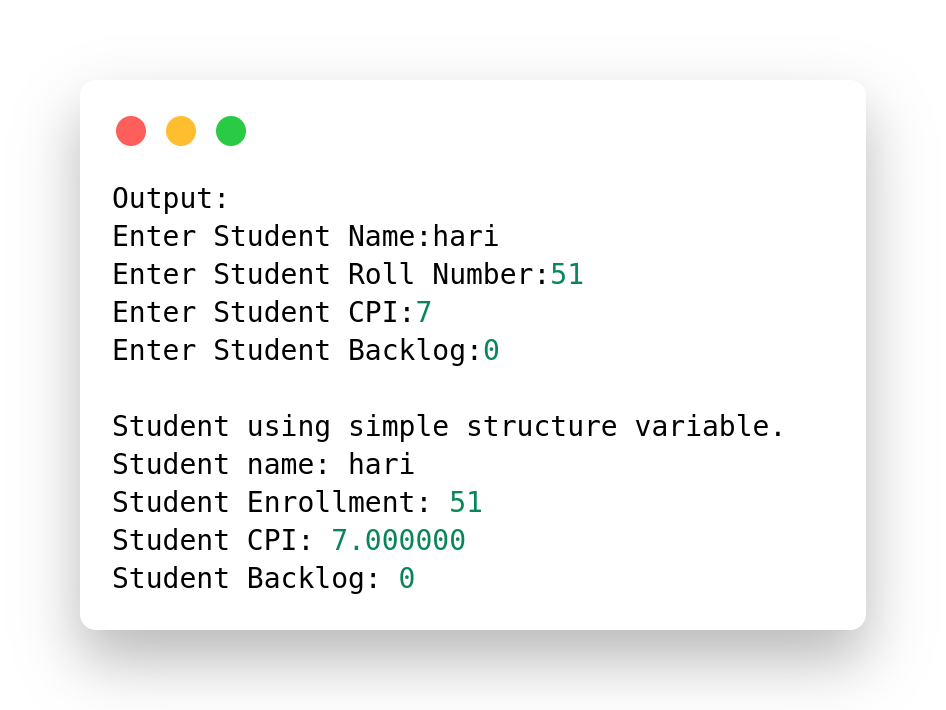 Output:
Enter Student Name:hari
Enter Student Roll Number:51
Enter Student CPI:7
Enter Student Backlog:0
Student using simple structure variable.
Student name: hari
Student Enrollment: 51
Student CPI: 7.000000
Student Backlog: 0